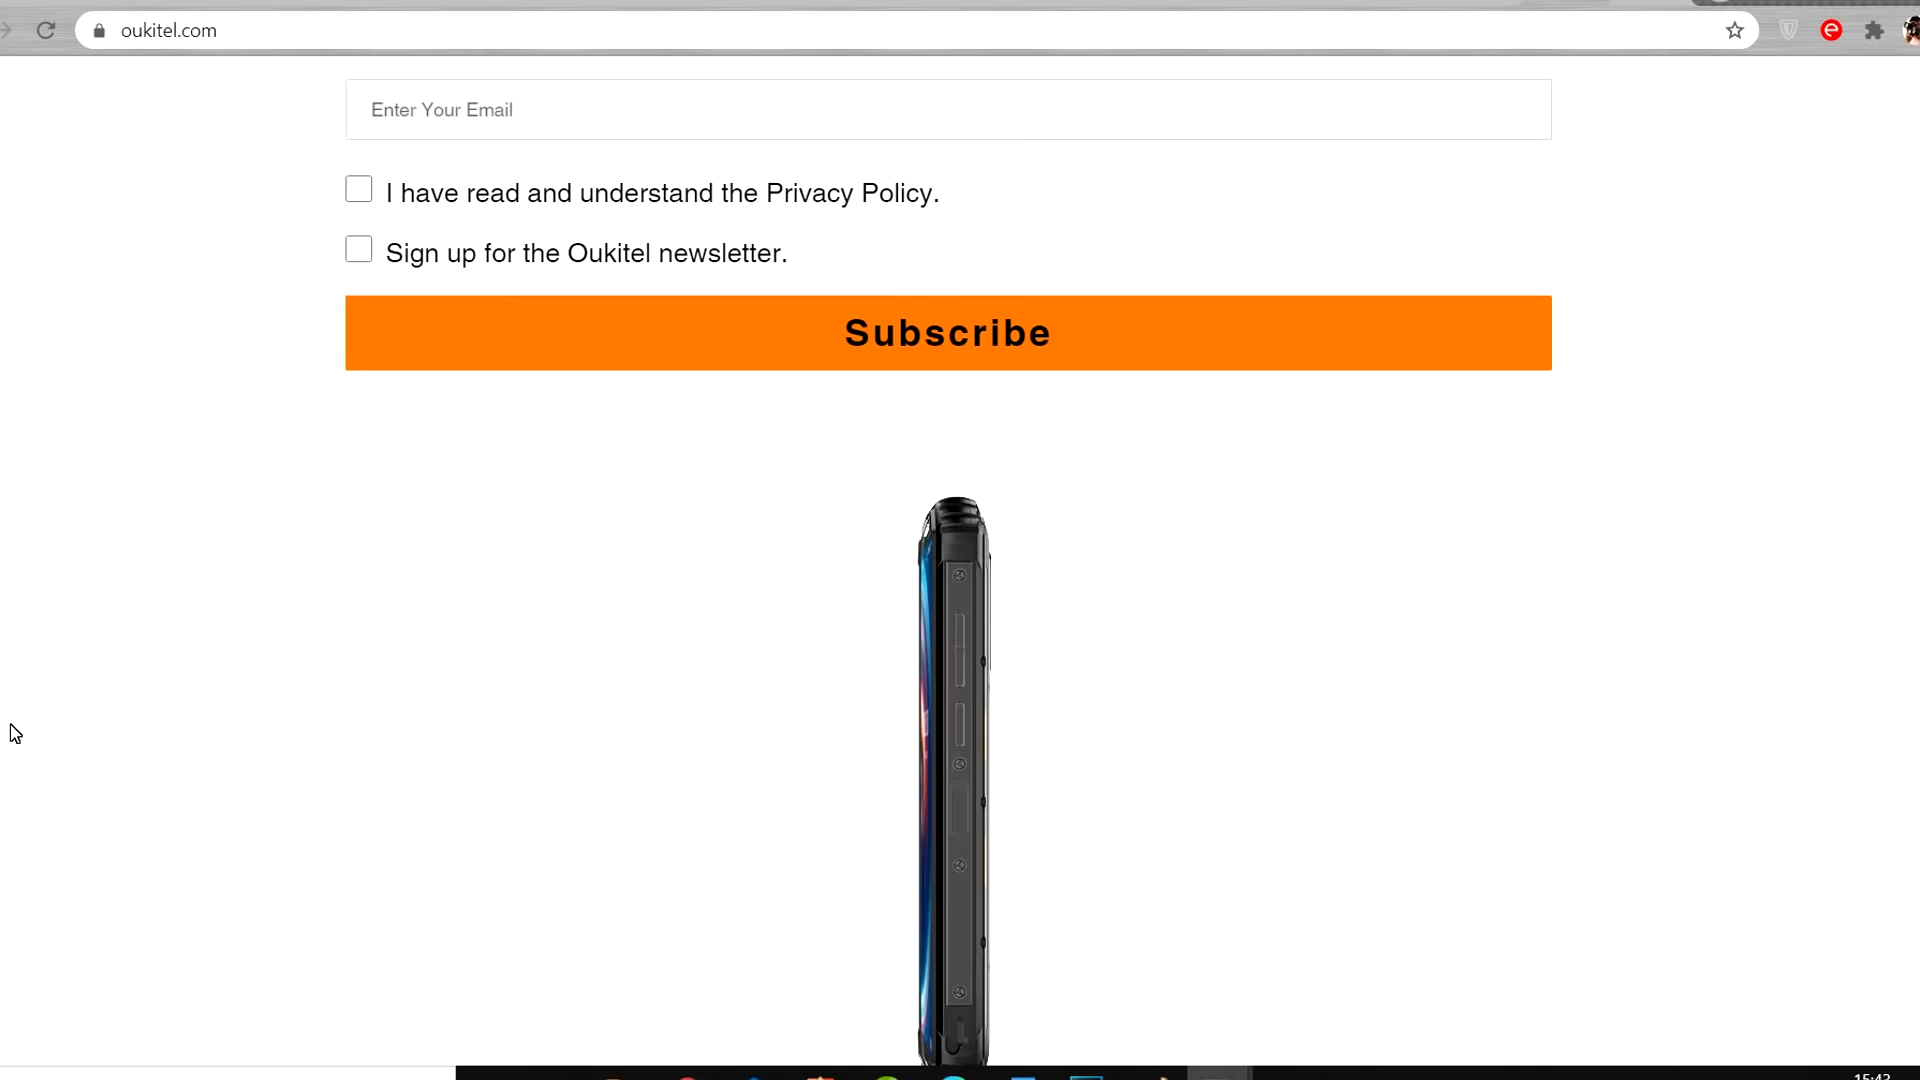 oukitel.com
Enter Your Email
I have read and understand the Privacy Policy.
Sign up for the Oukitel newsletter.
Subscribe